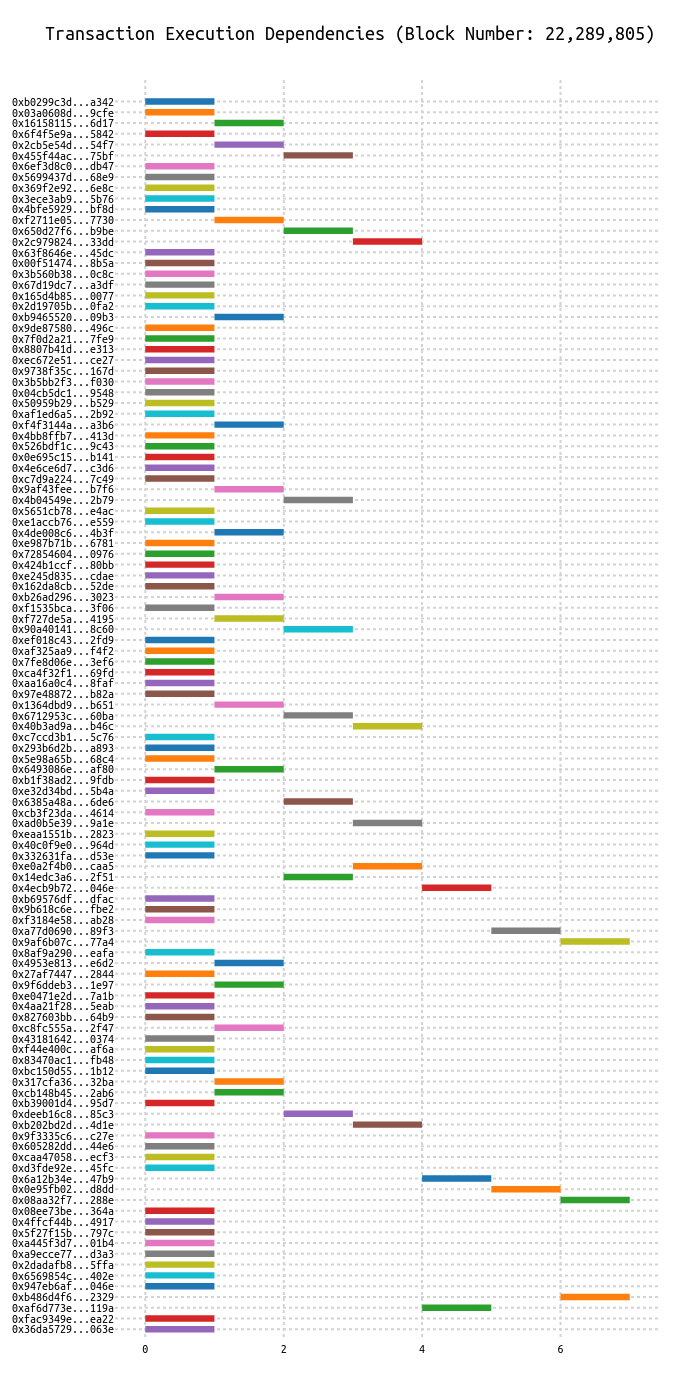 Transaction Execution Dependencies (Block Number: 22,289,805)
0xb0299c3d...a342
0x03a0608d...9cfe
0x16158115...6d17
0x6f4f5e9a...5842
0x2cb5e54d...54f7
0x455f44ac...75bf
0x6ef3d8c0...db47
0x5699437d...68e9
0x369f2e92...6e8c
0x3ece3ab9...5b76
0x4bfe5929...bf8d
0xf2711e05...7730
0x650d27f6...b9be
0x2c979824...33dd
0x63f8646e...45dc
0x00f51474...8b5a
0x3b560b38...0c8c
0x67d19dc7...a3df
0x165d4b85...0077
0x2d19705b...0fa2
0xb9465520...09b3
0x9de87580...496c
0x7f0d2a21...7fe9
0x8807b41d...e313
0xec672e51...ce27
0x9738f35c...167d
0x3b5bb2f3...f030
0x04cb5dc1...9548
0x50959b29...b529
0xaf1ed6a5...2b92
0xf4f3144a...a3b6
0x4bb8ffb7...413d
0x526bdf1c...9c43
0x0e695c15...b141
0x4e6ce6d7...c3d6
0xc7d9a224...7c49
0x9af43fee...b7f6
0x4b04549e...2b79
0x5651cb78...e4ac
0xe1accb76...e559
0x4de008c6...4b3f
0xe987b71b...6781
0x72854604...0976
0x424b1ccf...80bb
0xe245d835...cdae
0x162da8cb...52de
0xb26ad296...3023
0xf1535bca...3f06
0xf727de5a...4195
0x90a40141...8c60
0xef018c43...2fd9
0xaf325aa9...f4f2
0x7fe8d06e...3ef6
0xca4f32f1...69fd
0xaa16a0c4...8faf
0x97e48872...b82a
0x1364dbd9...b651
0x6712953c...60ba
0x40b3ad9a...b46c
0xc7ccd3b1...5c76
0x293b6d2b...a893
0x5e98a65b...68c4
0x6493086e...af80
0xb1f38ad2...9fdb
0xe32d34bd...5b4a
0x6385a48a...6de6
0xcb3f23da...4614
0xad0b5e39...9a1e
0xeaa1551b...2823
0x40c0f9e0...964d
0x332631fa...d53e
0xe0a2f4b0...caa5
0x14edc3a6...2f51
0x4ecb9b72...046e
0xb69576df...dfac
0x9b618c6e...fbe2
0xf3184e58...ab28
0xa77d0690...89f3
0x9af6b07c...77a4
0x8af9a290...eafa
0x4953e813...e6d2
0x27af7447...2844
0x9f6ddeb3...1e97
0xe0471e2d...7a1b
0x4aa21f28...5eab
0x827603bb...64b9
0xc8fc555a...2f47
0x43181642...0374
0xf44e400c...af6a
0x83470ac1...fb48
0xbc150d55...1b12
0x317cfa36...32ba
0xcb148b45...2ab6
0xb39001d4...95d7
0xdeeb16c8...85c3
0xb202bd2d...4d1e
0x9f3335c6...c27e
0x605282dd...44e6
0xcaa47058...ecf3
0xd3fde92e...45fc
0x6a12b34e...47b9
0x0e95fb02...d8dd
0x08aa32f7...288e
0x08ee73be...364a
0x4ffcf44b...4917
0x5f27f15b...797c
0xa445f3d7...01b4
0xa9ecce77...d3a3
0x2dadafb8...5ffa
0x6569854c...402e
0x947eb6af...046e
0xb486d4f6...2329
0xaf6d773e...119a
0xfac9349e...ea22
0x36da5729...063e
0 2 4 6